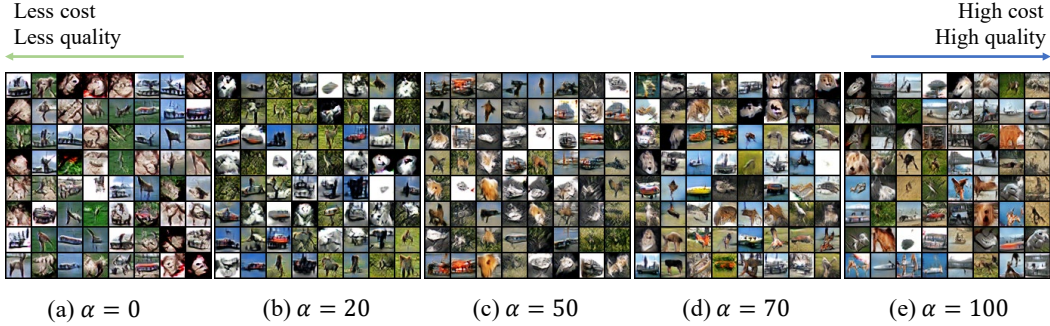 Less cost
Less quality
High cost
High quality
(a) α = 0
(b) α = 20
(c) α = 50
(d) α = 70
(e) α = 100